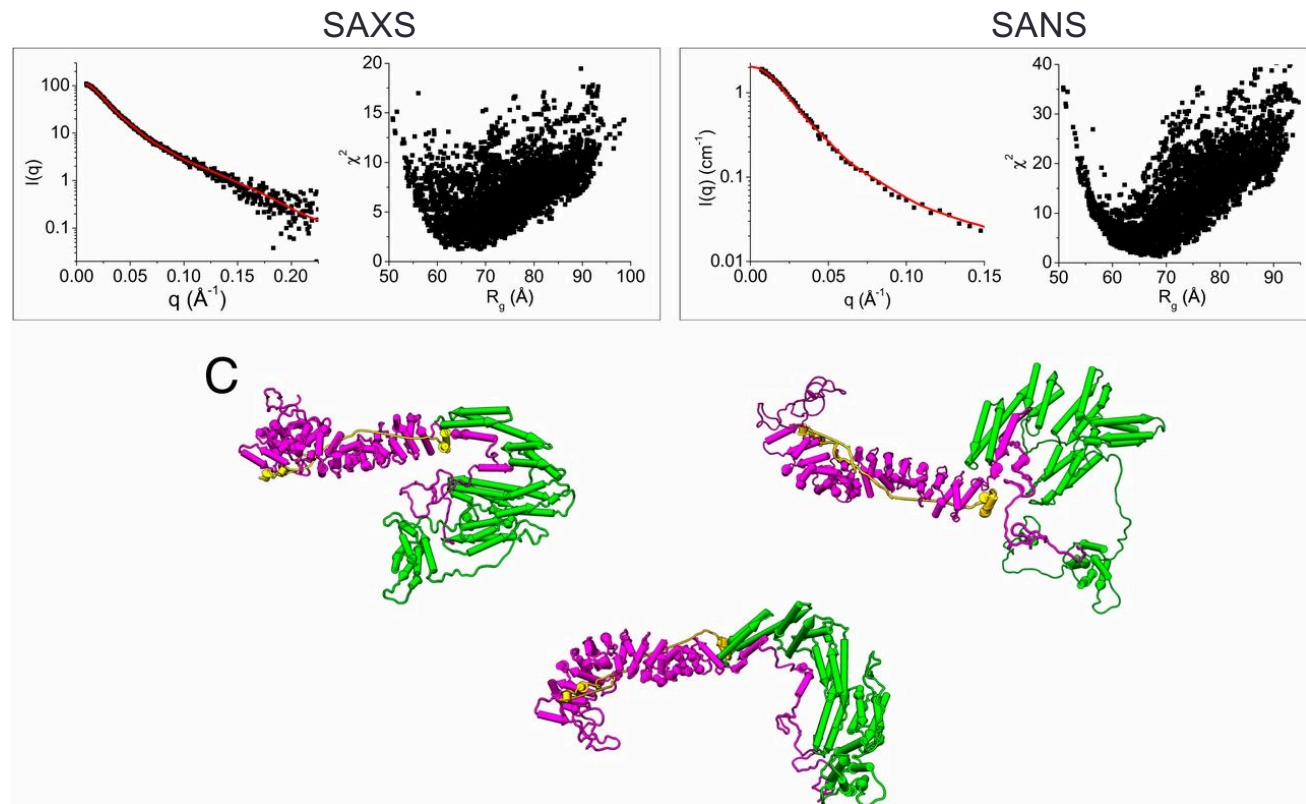 SAXS
SANS
100
10
1
0.1
I(q)
0.00 0.05 0.10 0.15 0.20
q (Å⁻¹)
20
15
10
5
0
χ²
50 60 70 80 90 100
R_g (Å)
1
0.1
0.01
I(q) (cm⁻¹)
0.00 0.05 0.10 0.15
q (Å⁻¹)
40
30
20
10
0
χ²
50 60 70 80 90
R_g (Å)
C